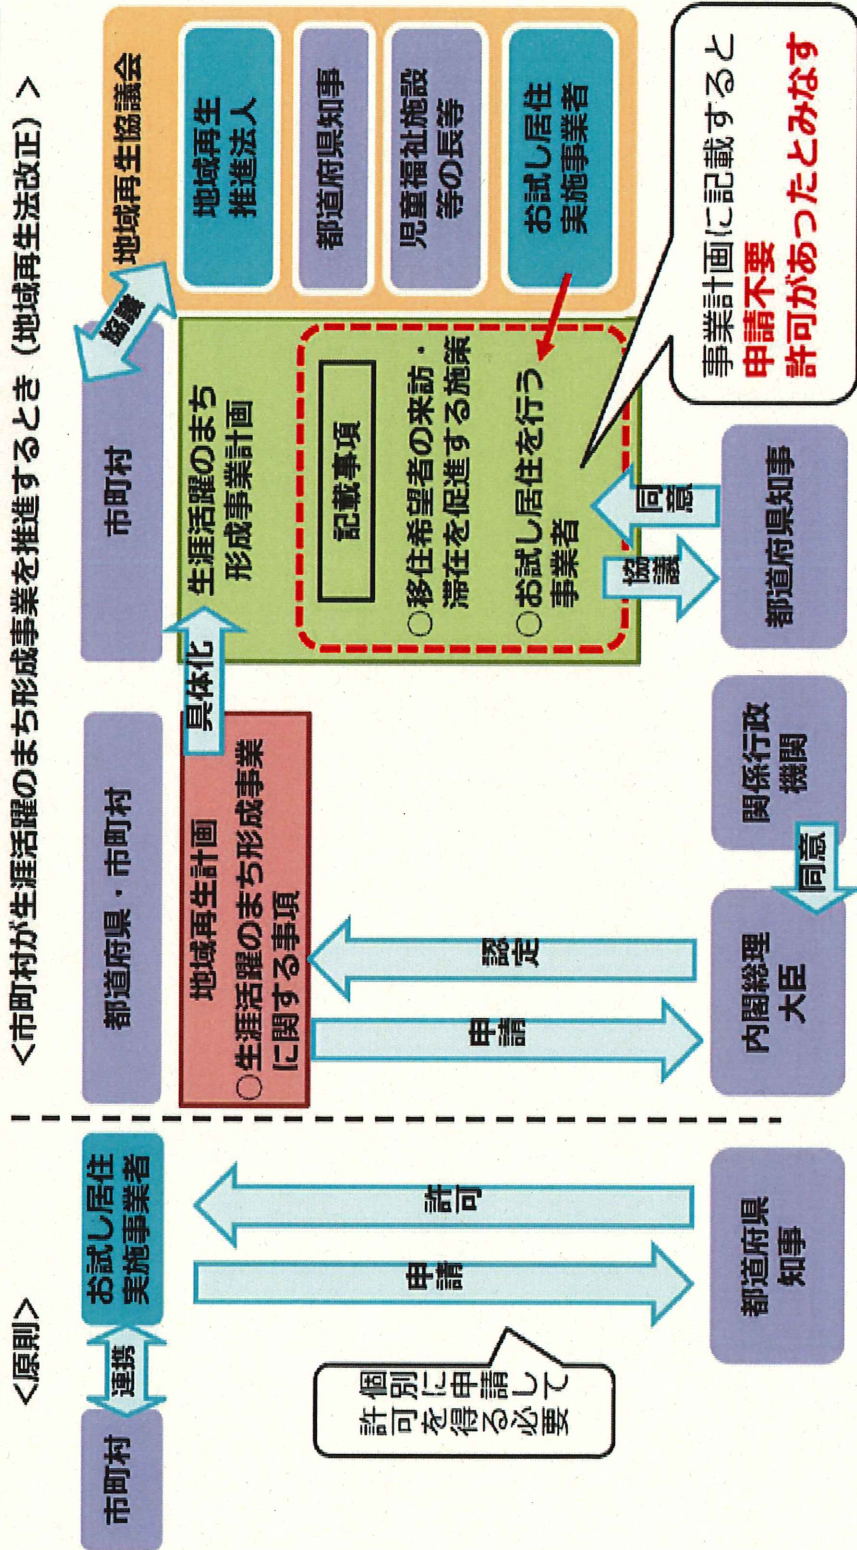 <原則>
市町村
連携
お試し居住
実施事業者
申請
許可
個別に申請して
許可を得る必要
都道府県
知事
<市町村が生涯活躍のまち形成事業を推進するとき（地域再生法改正）>
都道府県・市町村
地域再生計画
○生涯活躍のまち形成事業
に関する事項
申請
認定
内閣総理
大臣
同意
関係行政
機関
具体化
市町村
協議
生涯活躍のまち
形成事業計画
記載事項
○移住希望者の来訪・
滞在を促進する施策
○お試し居住を行う
事業者
協議
同意
都道府県知事
地域再生協議会
地域再生
推進法人
都道府県知事
児童福祉施設
等の長等
お試し居住
実施事業者
事業計画に記載すると
申請不要
許可があったとみなす